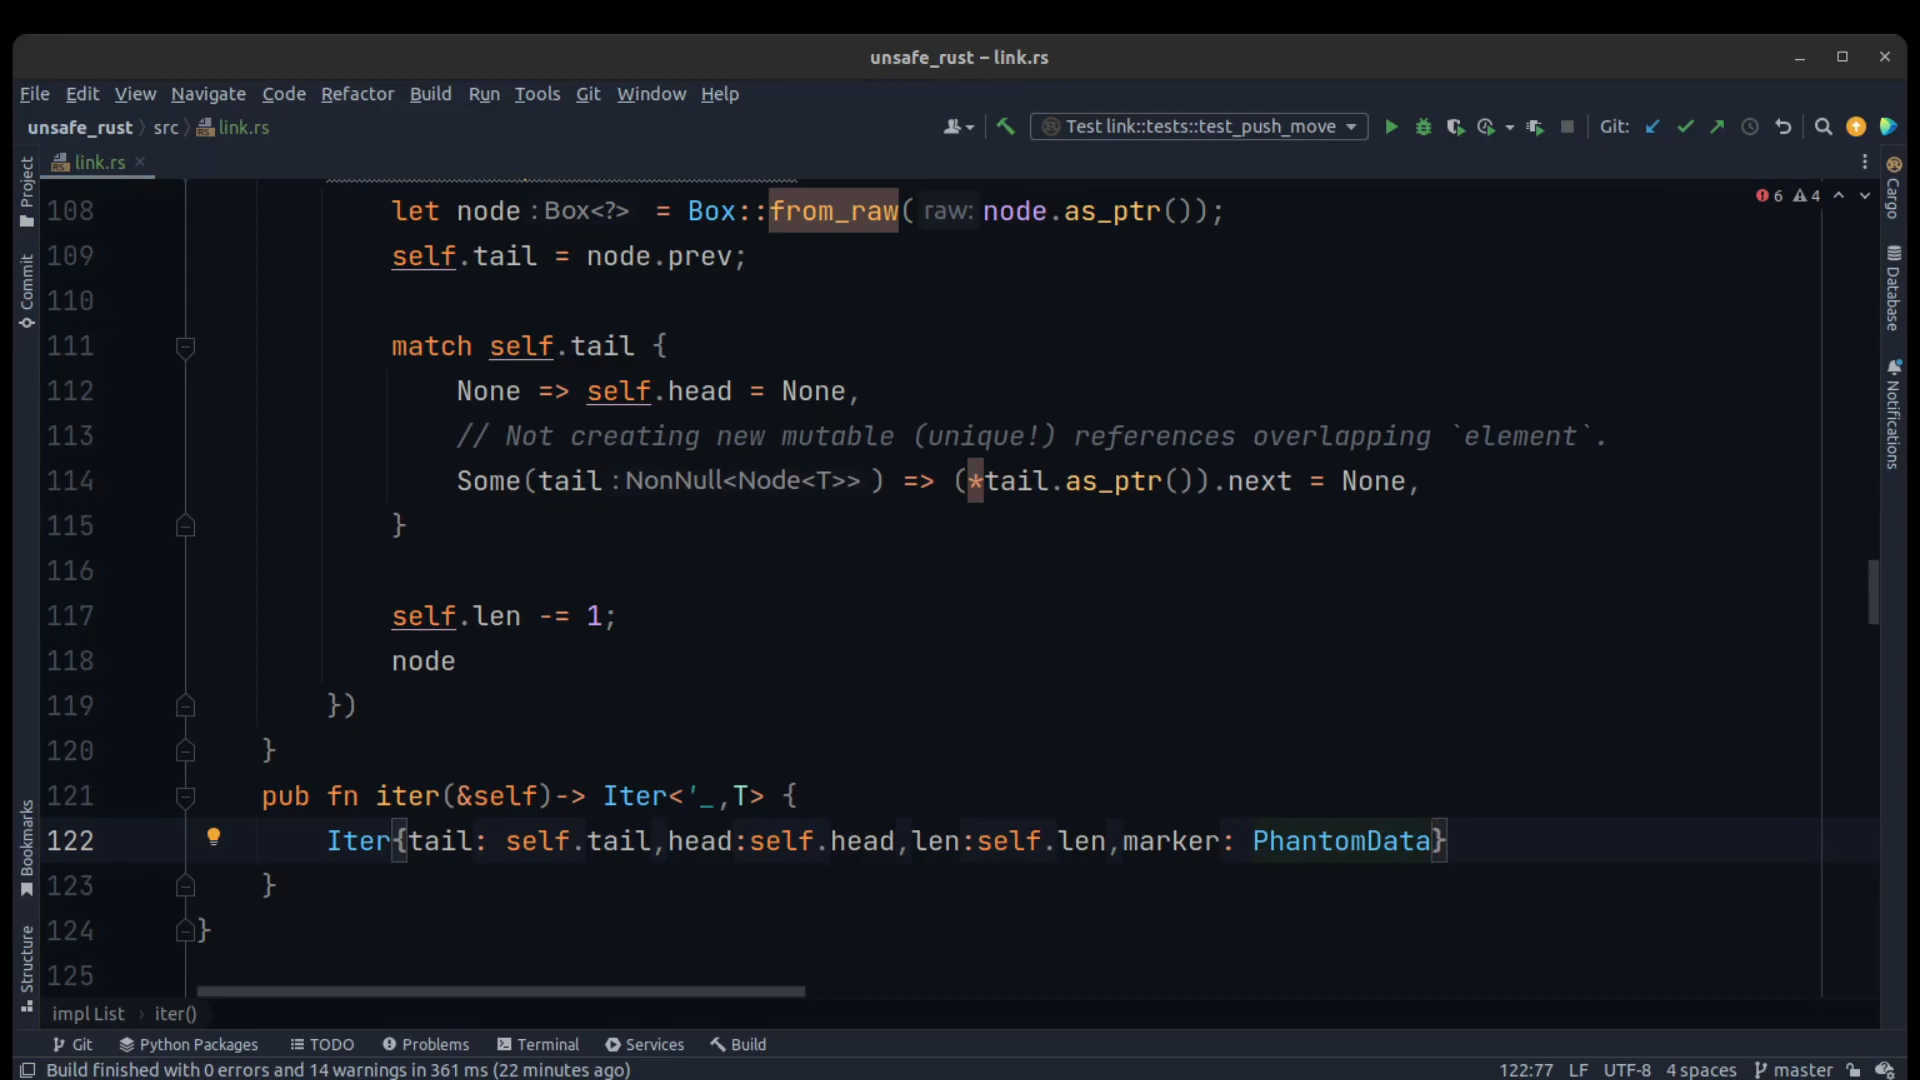 unsafe_rust – link.rs
File Edit View Navigate Code Refactor Build Run Tools Git Window Help
unsafe_rust src link.rs Test link::tests::test_push_move Git:
link.rs
6 4
108 let node : Box<?> = Box::from_raw( raw: node.as_ptr());
109 self.tail = node.prev;
110
111 match self.tail {
112 None => self.head = None,
113 // Not creating new mutable (unique!) references overlapping `element`.
114 Some(tail : NonNull<Node<T>> ) => (*tail.as_ptr()).next = None,
115 }
116
117 self.len -= 1;
118 node
119 })
120 }
121 pub fn iter(&self)-> Iter<'_,T> {
122 Iter{tail: self.tail,head:self.head,len:self.len,marker: PhantomData}
123 }
124 }
125
impl List iter()
Project
Commit
Bookmarks
Structure
Cargo
Database
Notifications
Git Python Packages TODO Problems Terminal Services Build
Build finished with 0 errors and 14 warnings in 361 ms (22 minutes ago) 122:77 LF UTF-8 4 spaces master